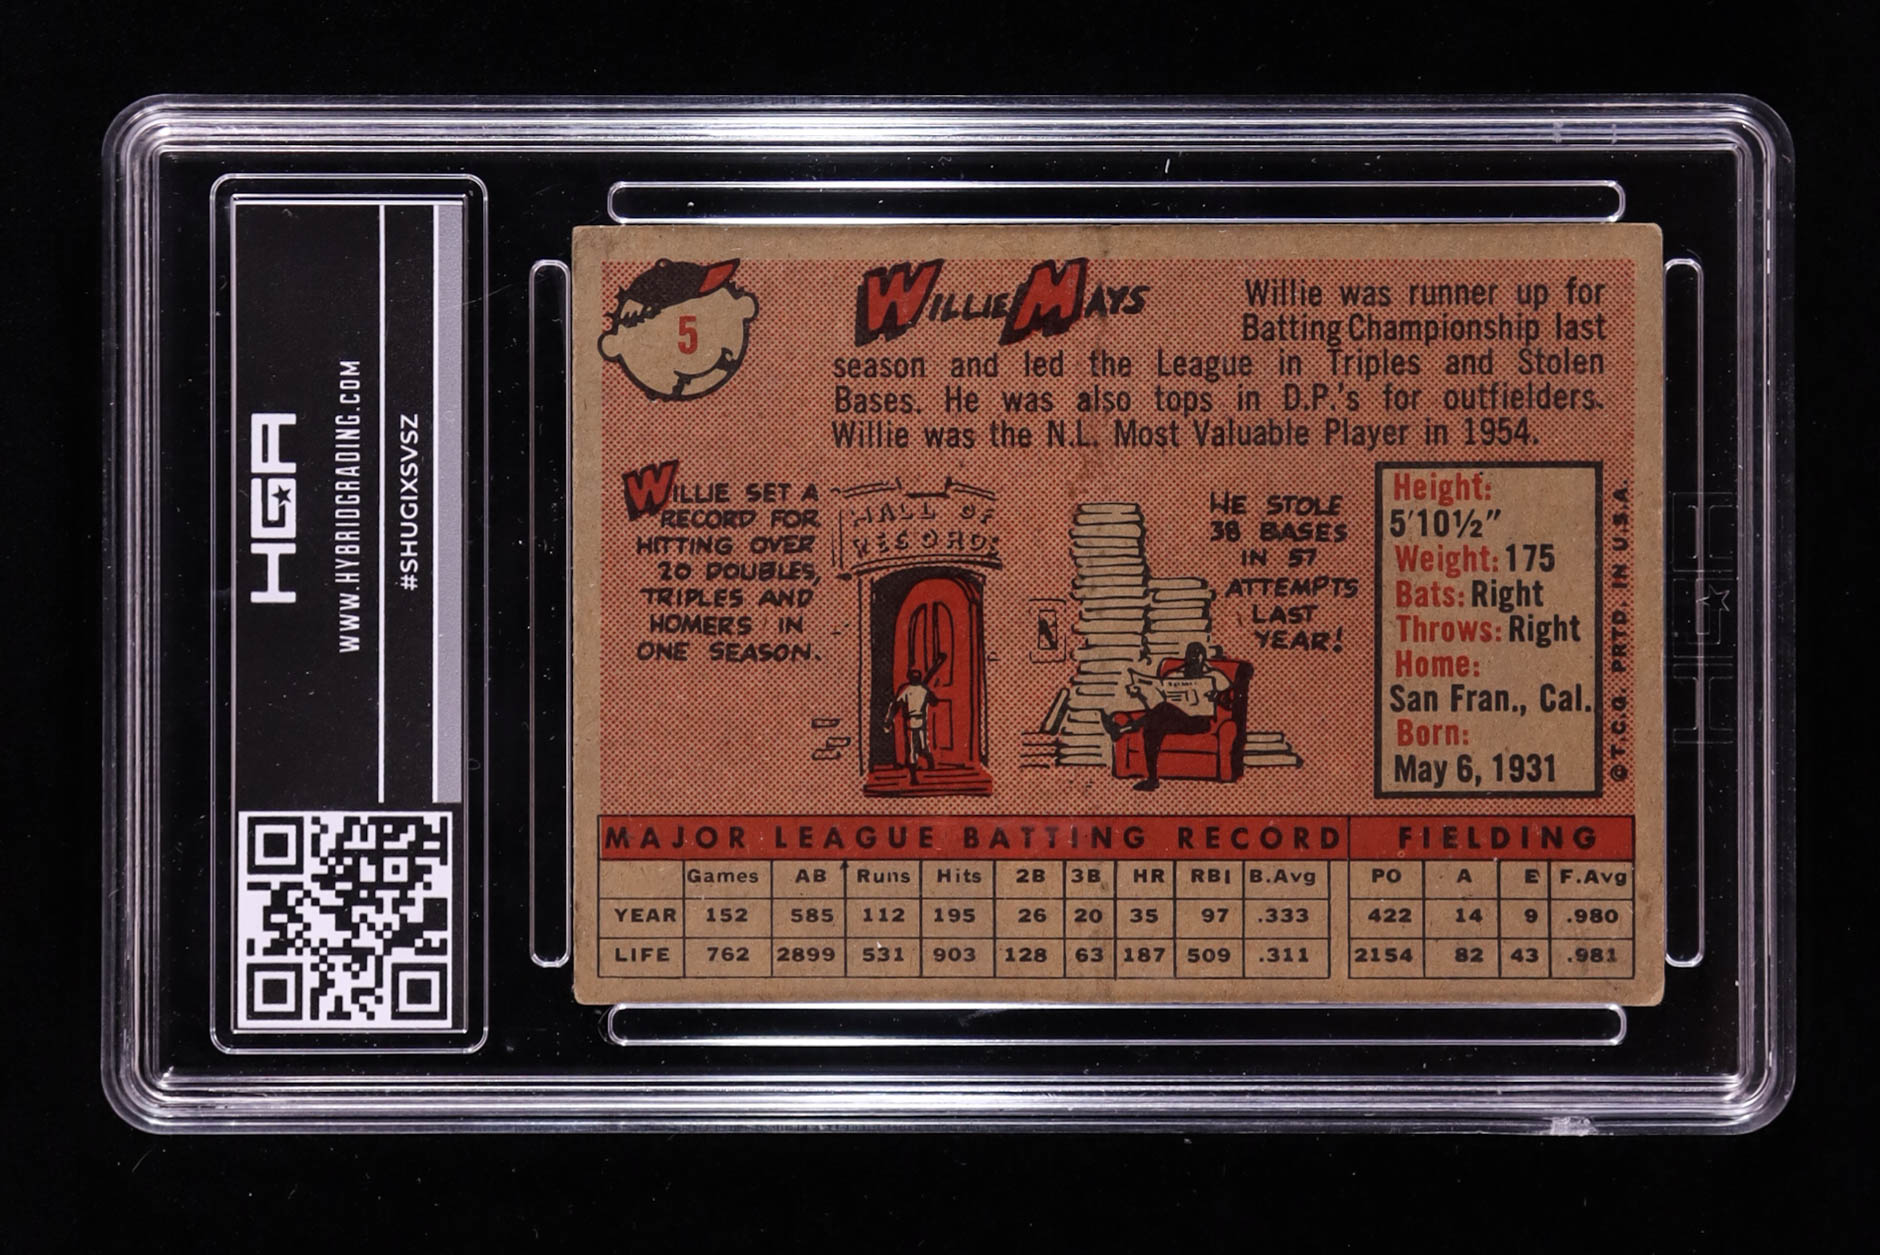 HGA
WWW.HYBRIDGRADING.COM
#SHUGIXSVSZ
5
WILLIE MAYS
Willie was runner up for
Batting Championship last
season and led the League in Triples and Stolen
Bases. He was also tops in D.P.'s for outfielders.
Willie was the N.L. Most Valuable Player in 1954.
WILLIE SET A
RECORD FOR
HITTING OVER
20 DOUBLES,
TRIPLES AND
HOMERS IN
ONE SEASON.
HALL OF
RECORDS
HE STOLE
38 BASES
IN 57
ATTEMPTS
LAST
YEAR!
Height:
5'10½"
Weight: 175
Bats: Right
Throws: Right
Home:
San Fran., Cal.
Born:
May 6, 1931
© T.C.G. PRTD. IN U.S.A.
MAJOR LEAGUE BATTING RECORD FIELDING
Games AB Runs Hits 2B 3B HR RBI B.Avg PO A E F.Avg
YEAR 152 585 112 195 26 20 35 97 .333 422 14 9 .980
LIFE 762 2899 531 903 128 63 187 509 .311 2154 82 43 .981
HGA